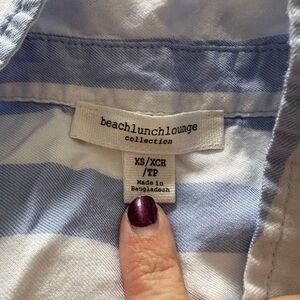 beachlunchlounge
collection
XS/XCH
/TP
Made in
Bangladesh